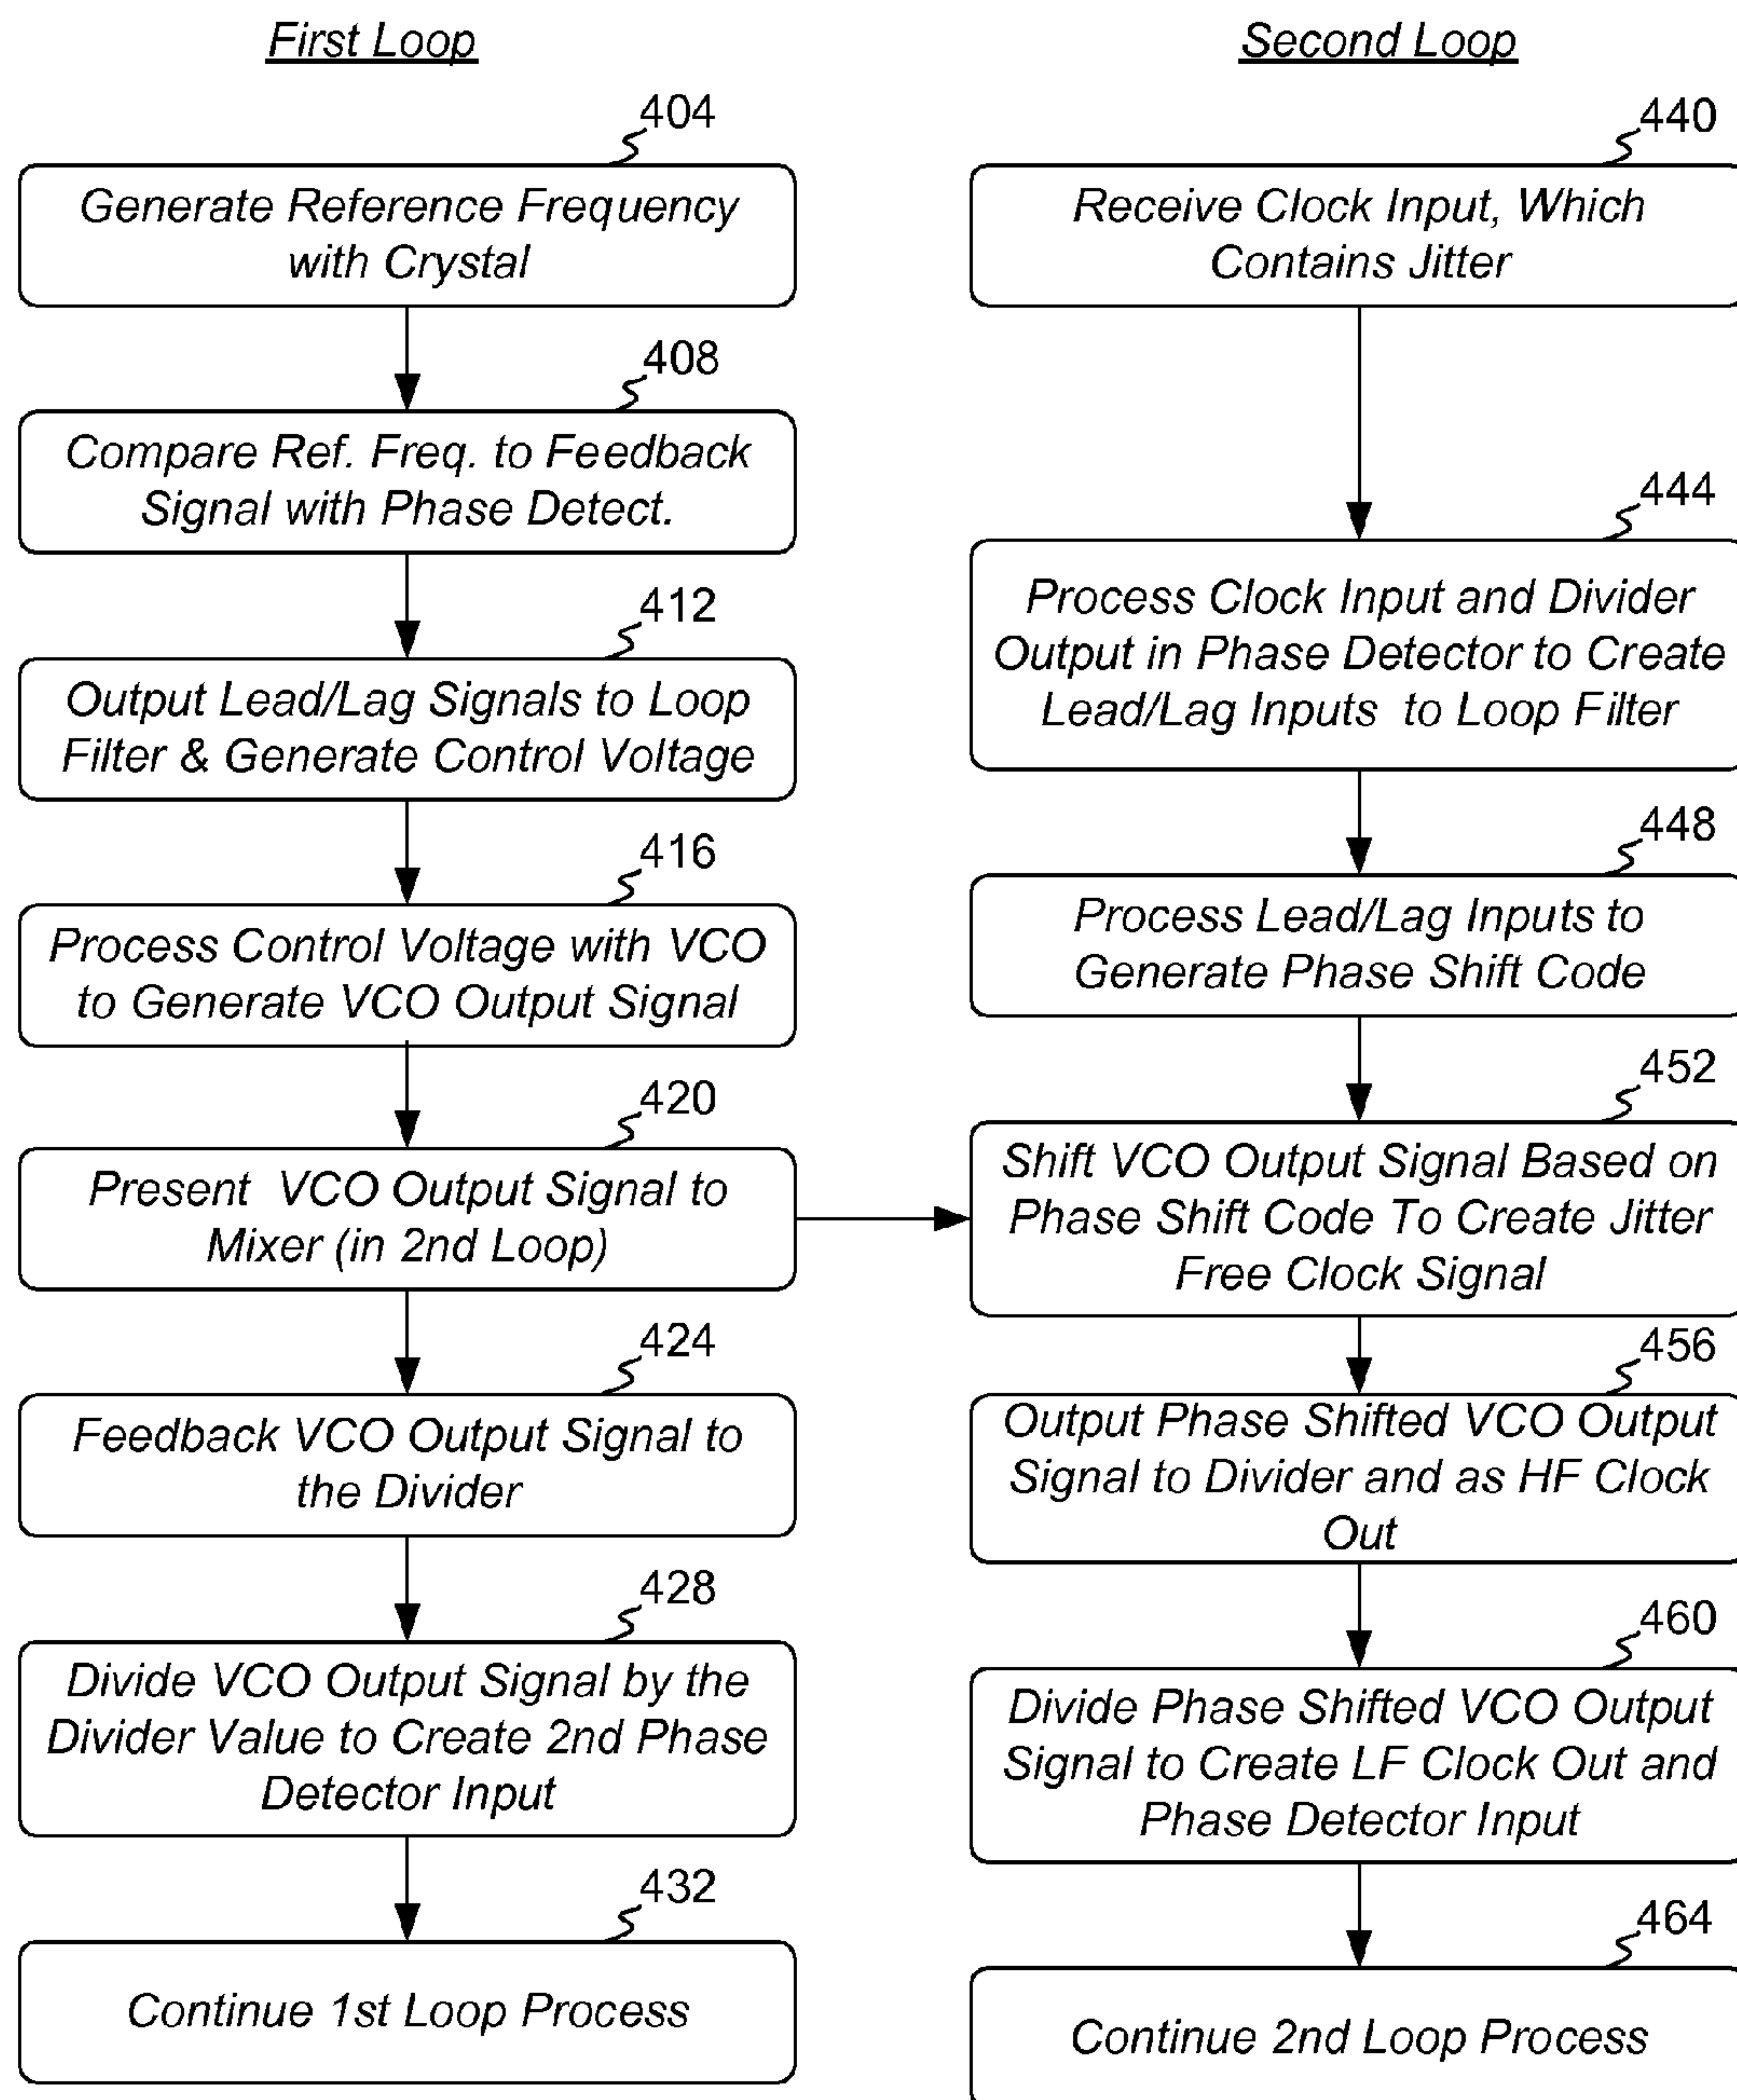 First Loop
404
Generate Reference Frequency
with Crystal
408
Compare Ref. Freq. to Feedback
Signal with Phase Detect.
412
Output Lead/Lag Signals to Loop
Filter & Generate Control Voltage
416
Process Control Voltage with VCO
to Generate VCO Output Signal
420
Present VCO Output Signal to
Mixer (in 2nd Loop)
424
Feedback VCO Output Signal to
the Divider
428
Divide VCO Output Signal by the
Divider Value to Create 2nd Phase
Detector Input
432
Continue 1st Loop Process
Second Loop
440
Receive Clock Input, Which
Contains Jitter
444
Process Clock Input and Divider
Output in Phase Detector to Create
Lead/Lag Inputs to Loop Filter
448
Process Lead/Lag Inputs to
Generate Phase Shift Code
452
Shift VCO Output Signal Based on
Phase Shift Code To Create Jitter
Free Clock Signal
456
Output Phase Shifted VCO Output
Signal to Divider and as HF Clock
Out
460
Divide Phase Shifted VCO Output
Signal to Create LF Clock Out and
Phase Detector Input
464
Continue 2nd Loop Process